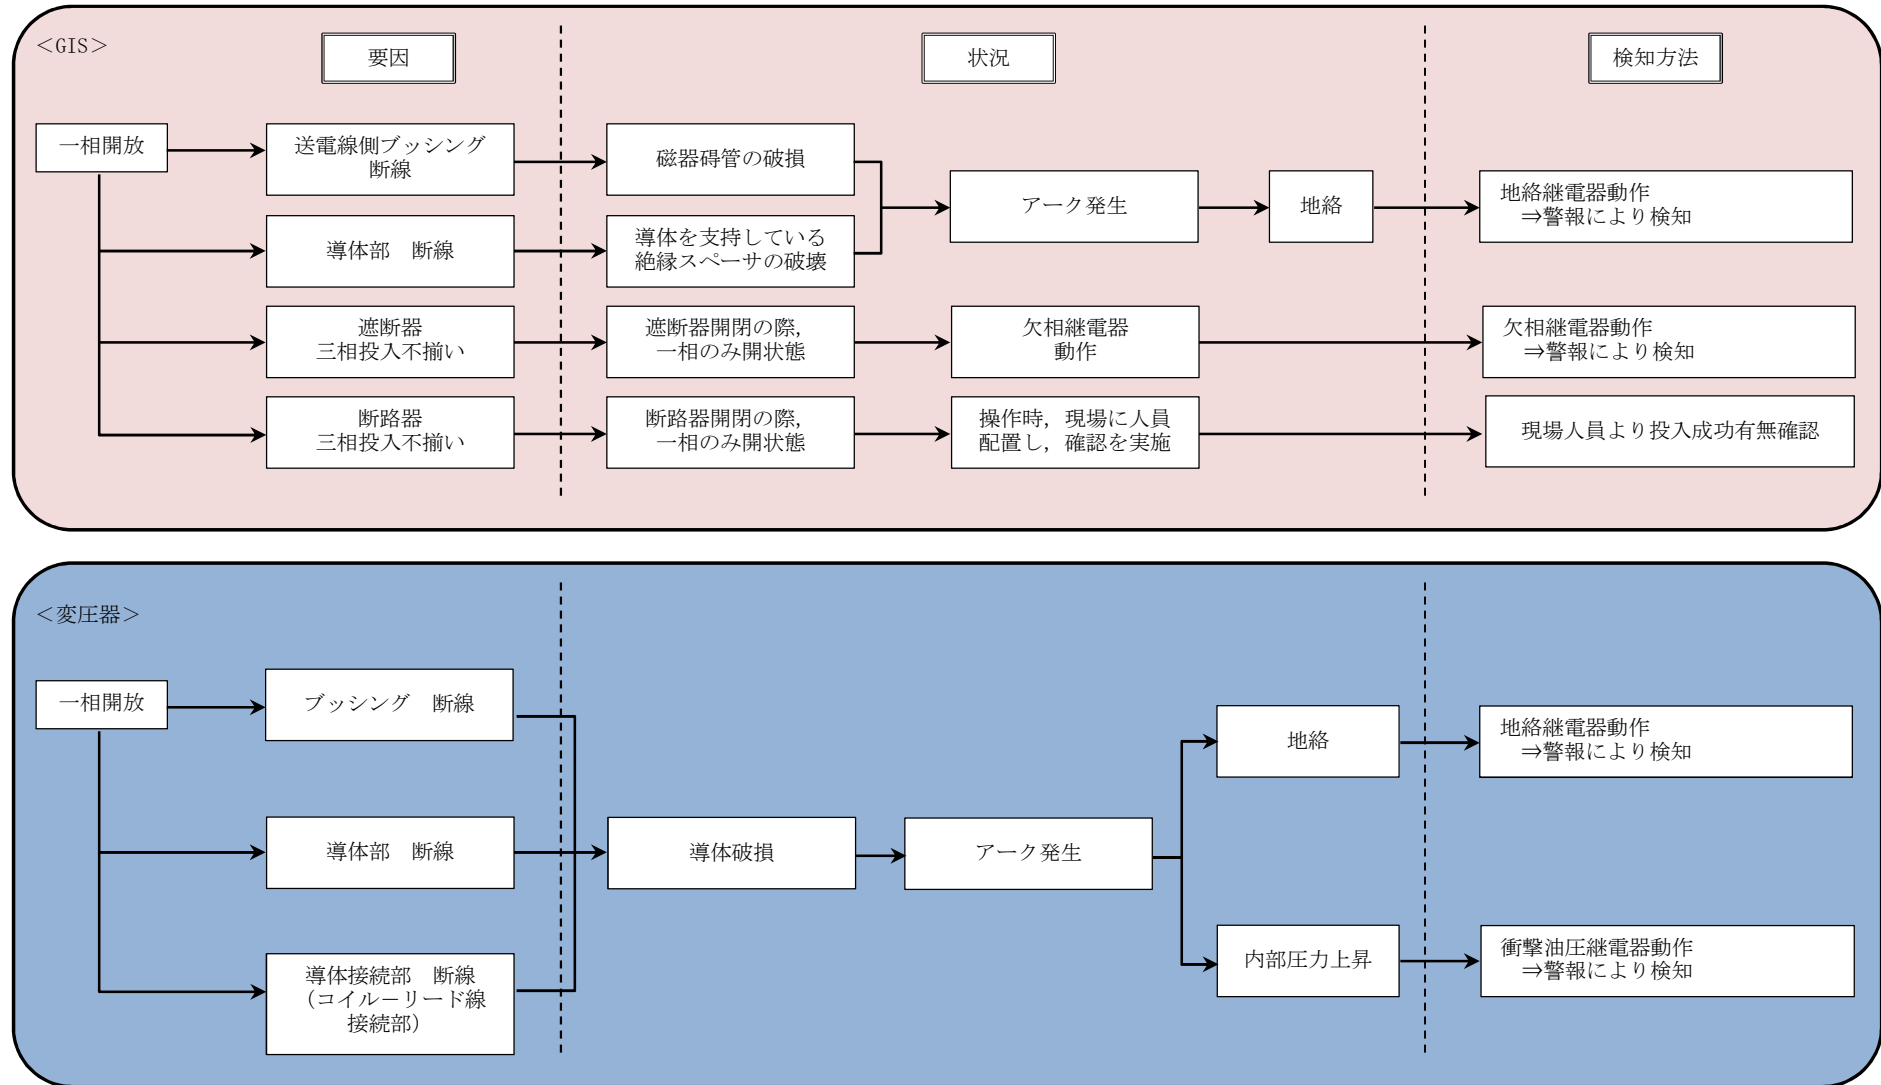 ＜GIS＞
要因
状況
検知方法
一相開放
送電線側ブッシング
断線
磁器碍管の破損
導体部　断線
導体を支持している
絶縁スペーサの破壊
アーク発生
地絡
地絡継電器動作
⇒警報により検知
遮断器
三相投入不揃い
遮断器開閉の際，
一相のみ開状態
欠相継電器
動作
欠相継電器動作
⇒警報により検知
断路器
三相投入不揃い
断路器開閉の際，
一相のみ開状態
操作時，現場に人員
配置し，確認を実施
現場人員より投入成功有無確認
＜変圧器＞
一相開放
ブッシング　断線
導体部　断線
導体接続部　断線
（コイル－リード線
接続部）
導体破損
アーク発生
地絡
地絡継電器動作
⇒警報により検知
内部圧力上昇
衝撃油圧継電器動作
⇒警報により検知